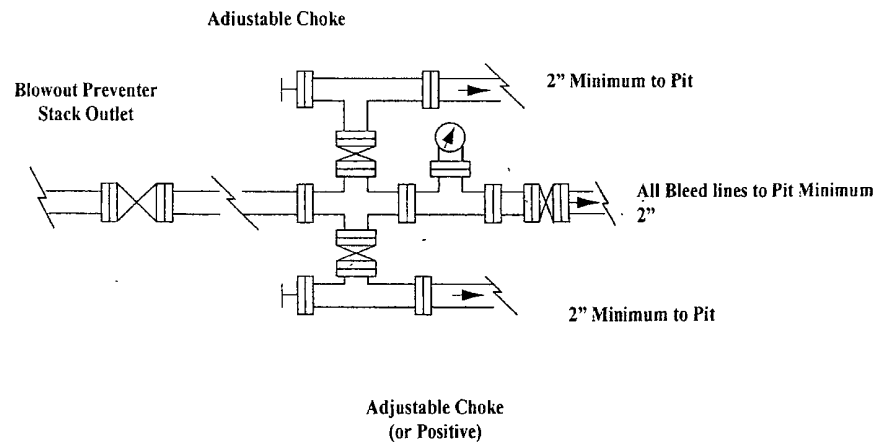 Adjustable Choke
2" Minimum to Pit
Blowout Preventer
Stack Outlet
All Bleed lines to Pit Minimum
2"
2" Minimum to Pit
Adjustable Choke
(or Positive)